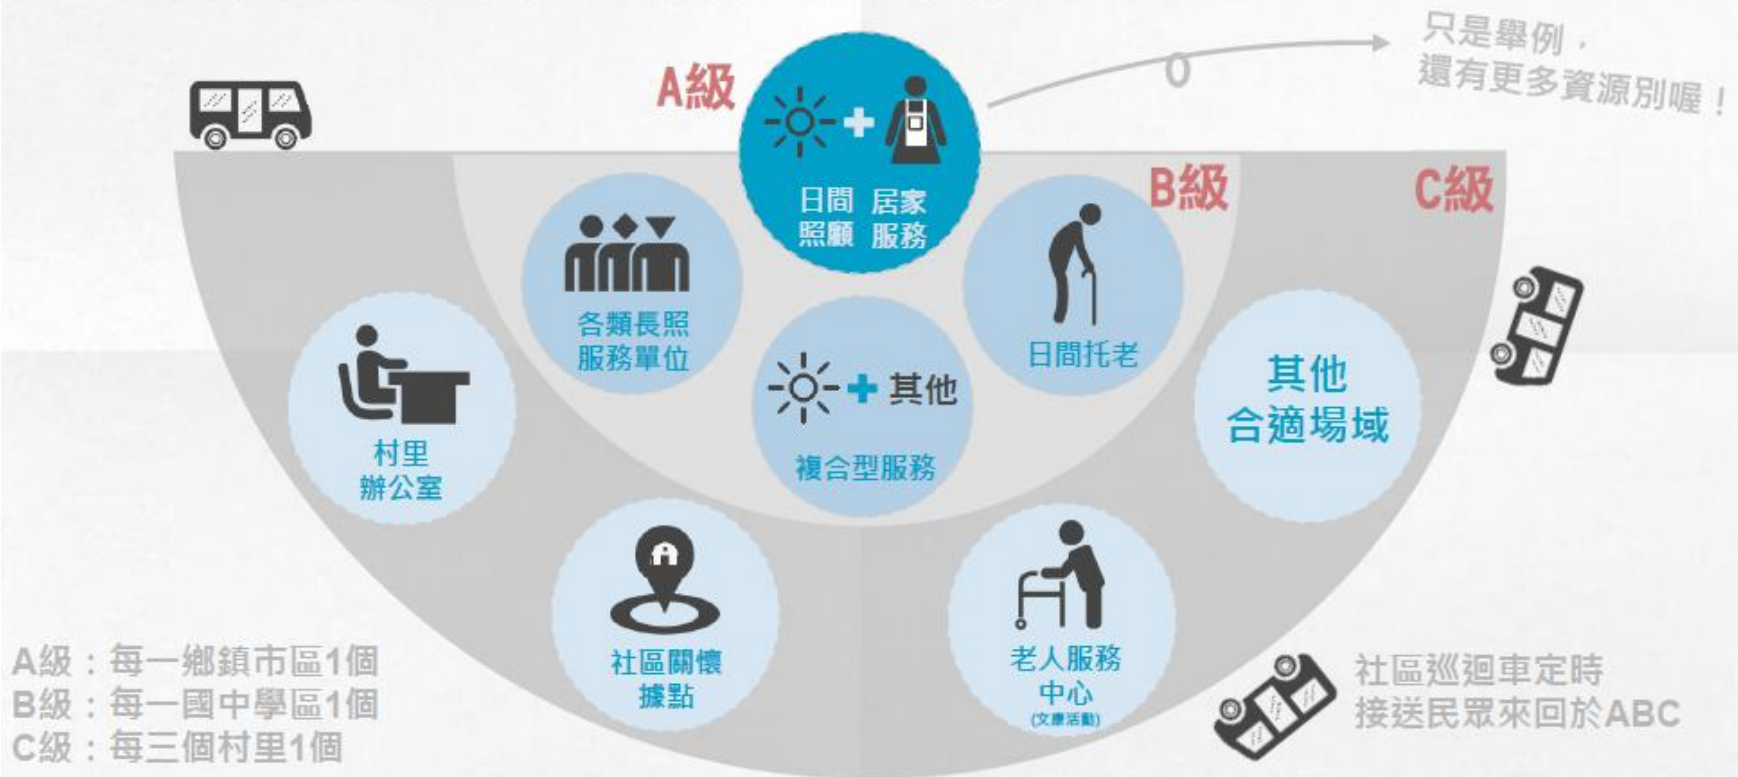 只是舉例，
還有更多資源別喔！
A級
日間 居家
照顧 服務
B級
C級
各類長照
服務單位
日間托老
其他
複合型服務
村里
辦公室
其他
合適場域
社區關懷
據點
老人服務
中心
(文康活動)
A級：每一鄉鎮市區1個
B級：每一國中學區1個
C級：每三個村里1個
社區巡迴車定時
接送民眾來回於ABC